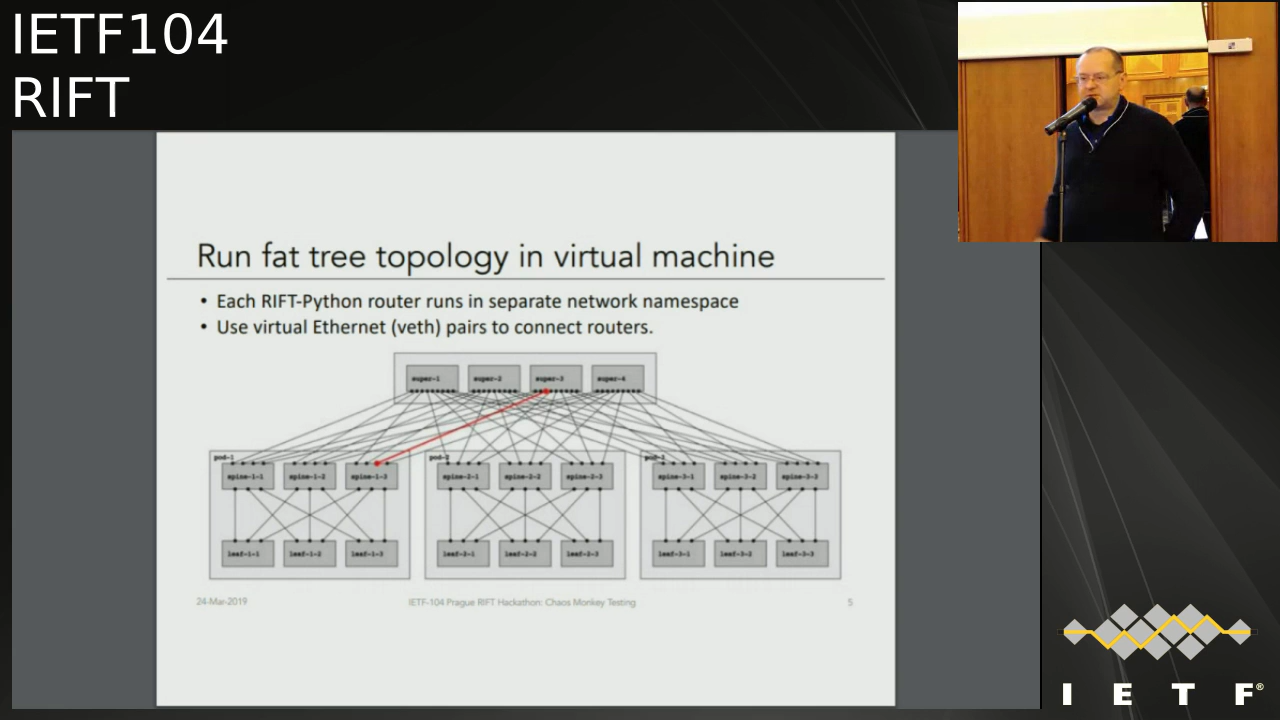 IETF104
RIFT
Run fat tree topology in virtual machine
• Each RIFT-Python router runs in separate network namespace
• Use virtual Ethernet (veth) pairs to connect routers.
super-1 super-2 super-3 super-4
pod-1 pod-2 pod-3
spine-1-1 spine-1-2 spine-1-3 spine-2-1 spine-2-2 spine-2-3 spine-3-1 spine-3-2 spine-3-3
leaf-1-1 leaf-1-2 leaf-1-3 leaf-2-1 leaf-2-2 leaf-2-3 leaf-3-1 leaf-3-2 leaf-3-3
24-Mar-2019 IETF-104 Prague RIFT Hackathon: Chaos Monkey Testing 5
I E T F®